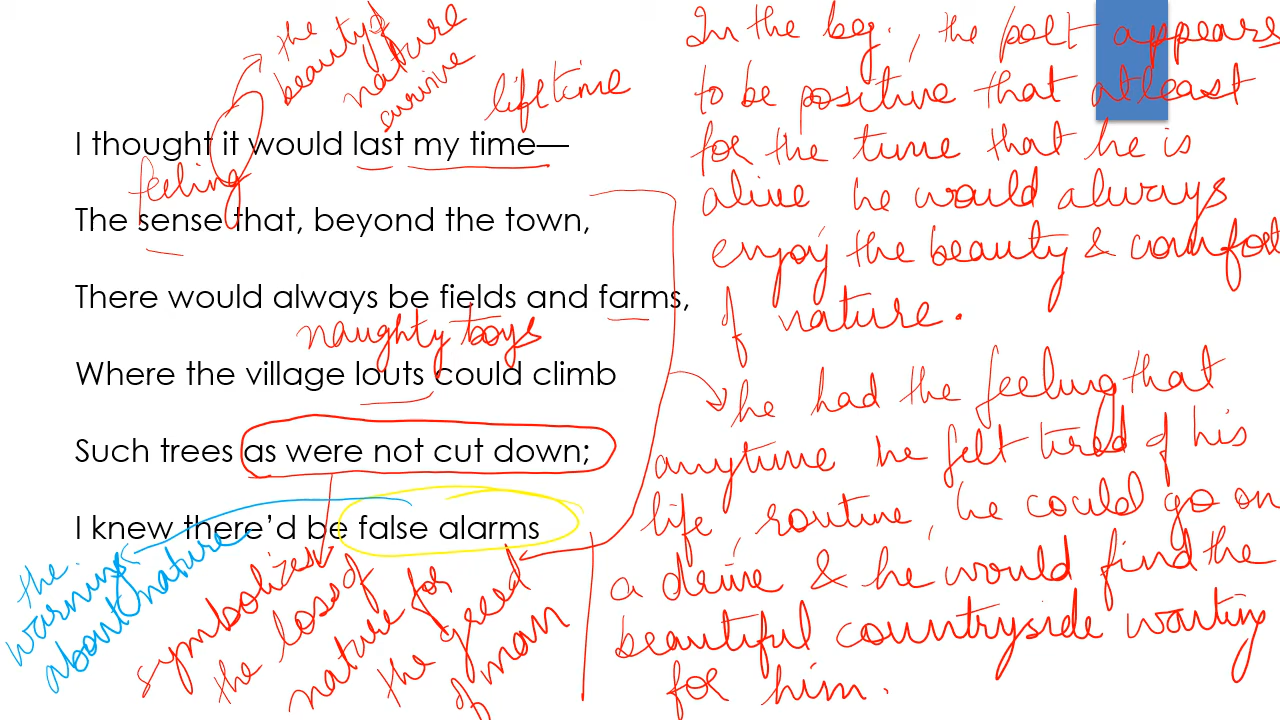 the
beauty of
nature
survive
lifetime
I thought it would last my time—
feeling
The sense that, beyond the town,
There would always be fields and farms,
naughty boys
Where the village louts could climb
Such trees as were not cut down;
I knew there'd be false alarms
the
warnings
about nature
symbolizes
the loss of
nature for
the greed
of man
In the beg., the poet appears
to be positive that atleast
for the time that he is
alive he would always
enjoy the beauty & comfort
of nature.
he had the feeling that
anytime he felt tired of his
life, routine, he could go on
a drive & he would find the
beautiful countryside waiting
for him.